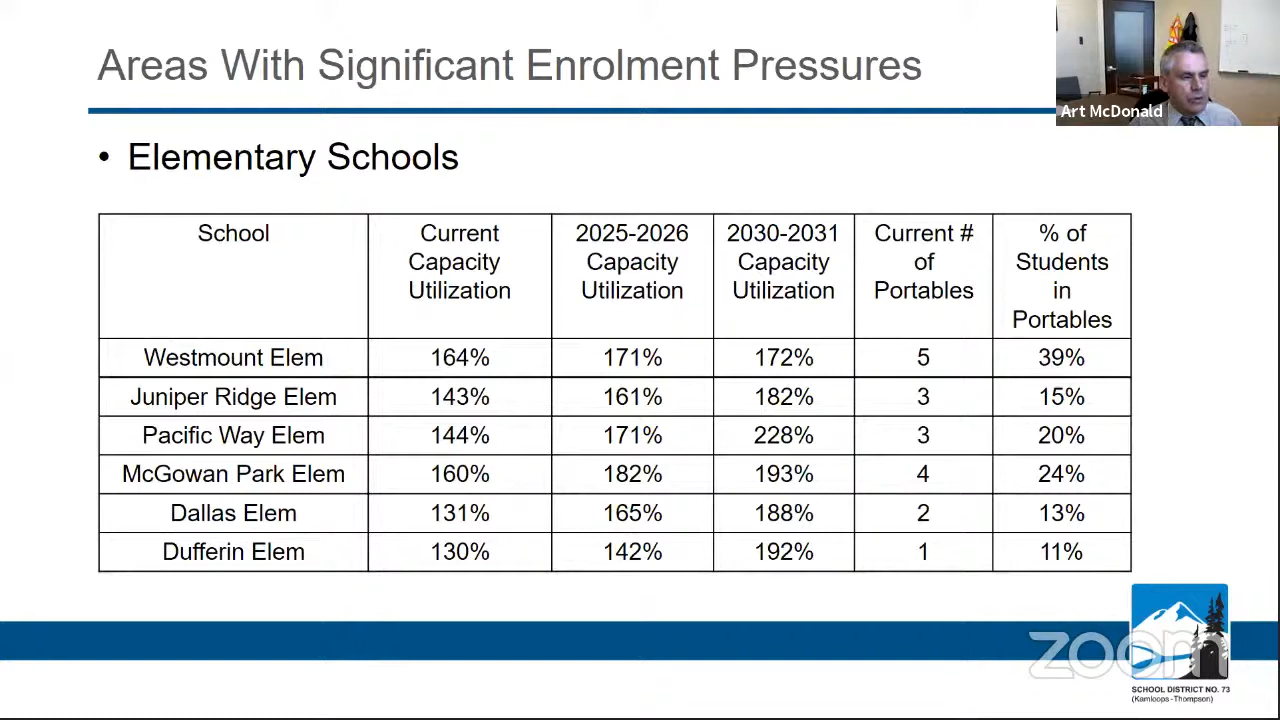 Areas With Significant Enrolment Pressures
Art McDonald
• Elementary Schools
School Current Capacity Utilization 2025-2026 Capacity Utilization 2030-2031 Capacity Utilization Current # of Portables % of Students in Portables
Westmount Elem 164% 171% 172% 5 39%
Juniper Ridge Elem 143% 161% 182% 3 15%
Pacific Way Elem 144% 171% 228% 3 20%
McGowan Park Elem 160% 182% 193% 4 24%
Dallas Elem 131% 165% 188% 2 13%
Dufferin Elem 130% 142% 192% 1 11%
zoom
SCHOOL DISTRICT NO. 73
(Kamloops-Thompson)